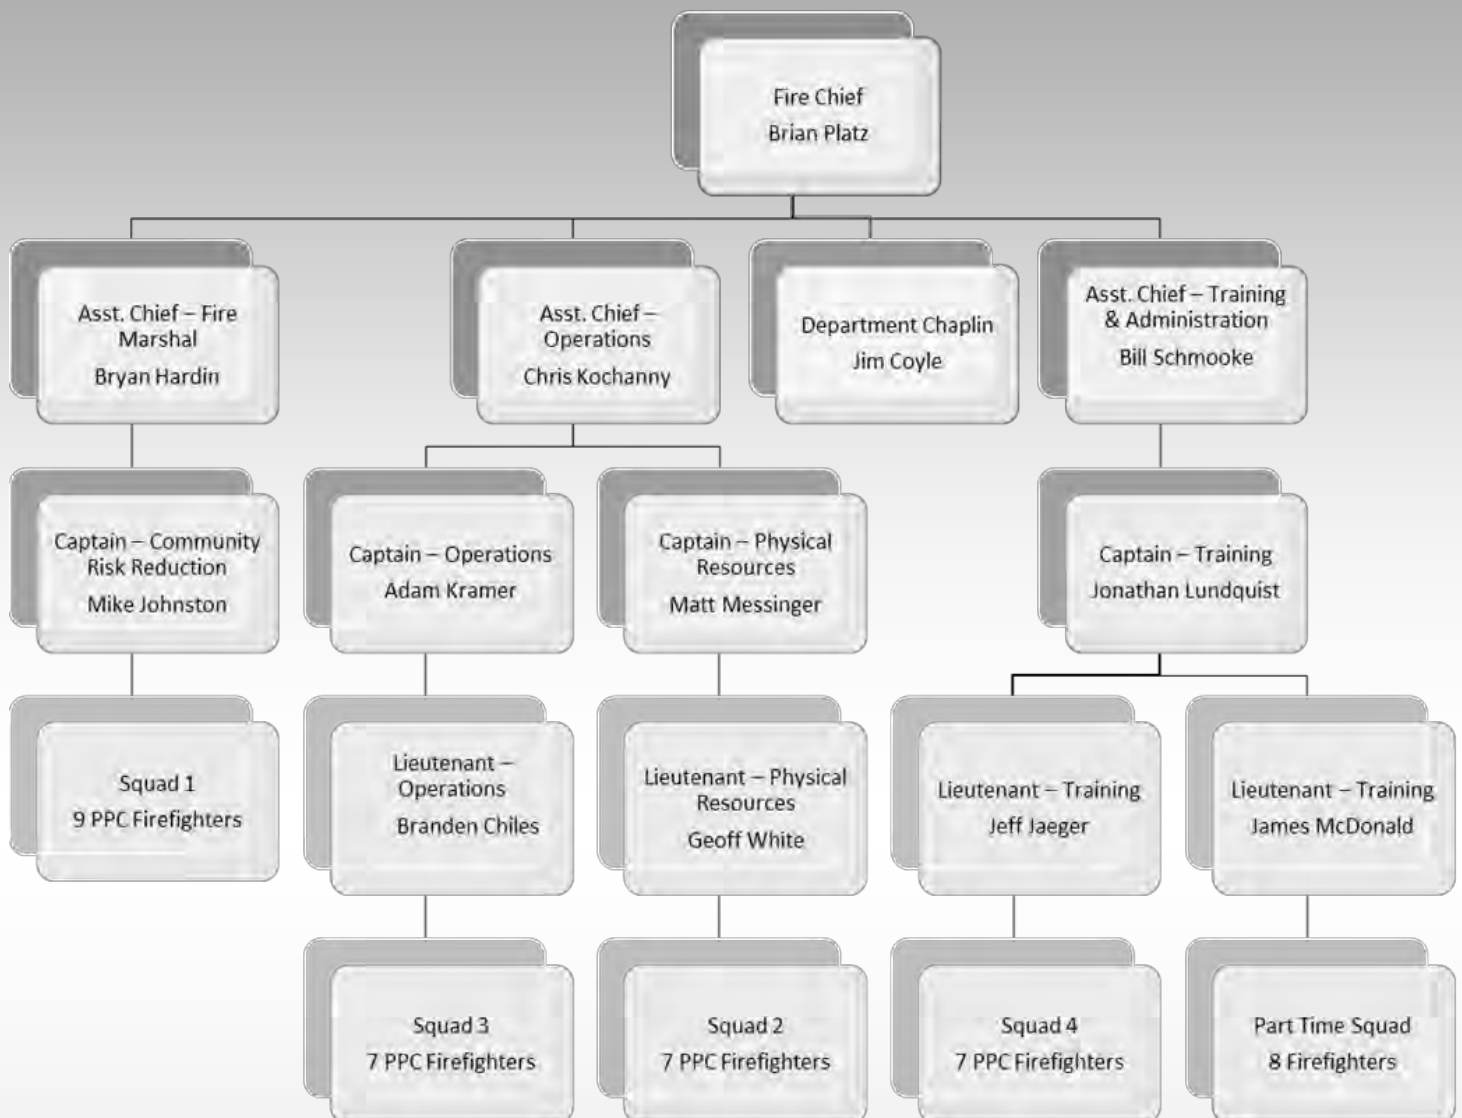 Fire Chief
Brian Platz
Asst. Chief – Fire
Marshal
Bryan Hardin
Asst. Chief –
Operations
Chris Kochanny
Department Chaplin
Jim Coyle
Asst. Chief – Training
& Administration
Bill Schmooke
Captain – Community
Risk Reduction
Mike Johnston
Captain – Operations
Adam Kramer
Captain – Physical
Resources
Matt Messinger
Captain – Training
Jonathan Lundquist
Squad 1
9 PPC Firefighters
Lieutenant –
Operations
Branden Chiles
Lieutenant – Physical
Resources
Geoff White
Lieutenant – Training
Jeff Jaeger
Lieutenant – Training
James McDonald
Squad 3
7 PPC Firefighters
Squad 2
7 PPC Firefighters
Squad 4
7 PPC Firefighters
Part Time Squad
8 Firefighters